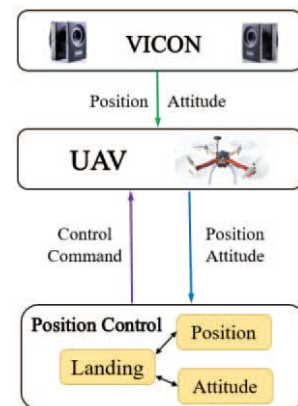 VICON
Position Attitude
UAV
Control
Command
Position
Attitude
Position Control
Position
Landing
Attitude